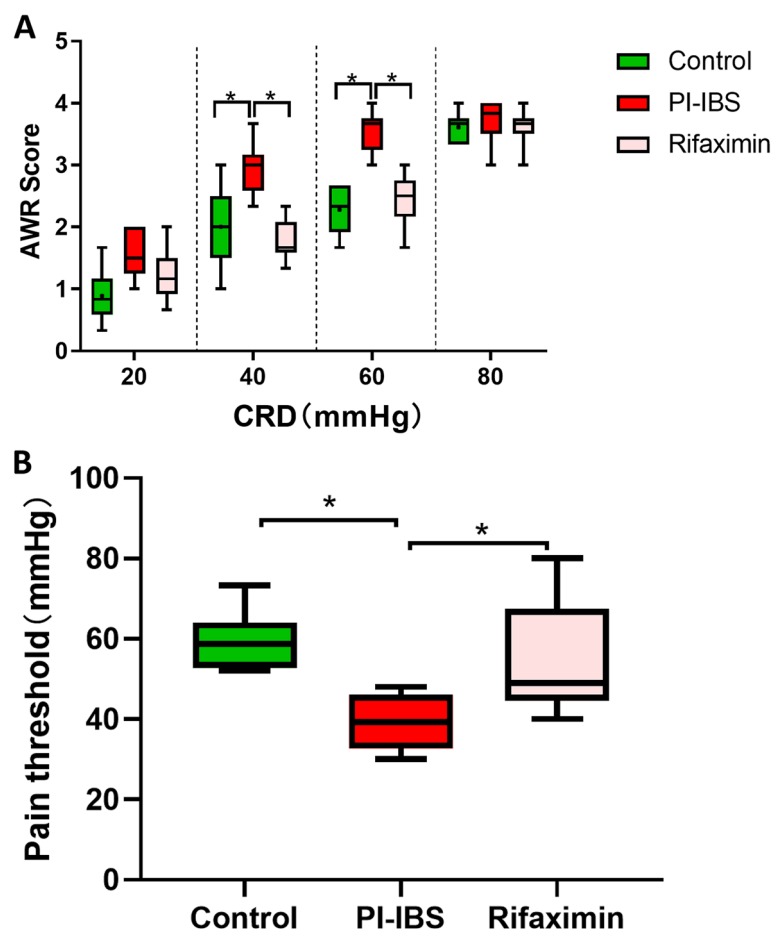 A
AWR Score
5
4
3
2
1
0
* * * *
20 40 60 80
CRD（mmHg）
Control
PI-IBS
Rifaximin
B
Pain threshold（mmHg）
100
80
60
40
20
0
* *
Control PI-IBS Rifaximin